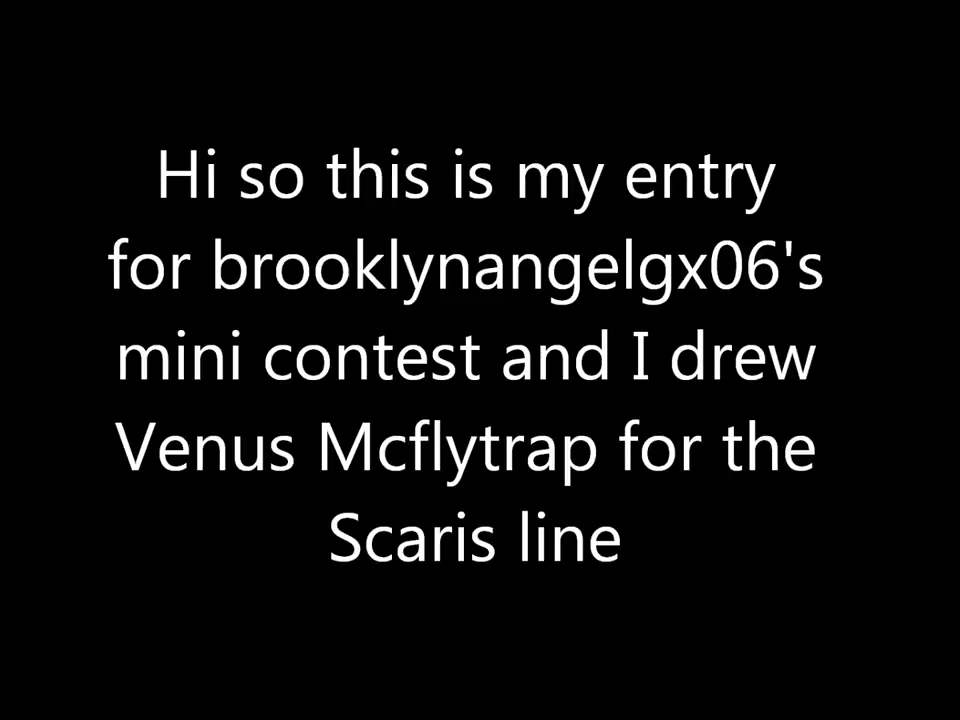 Hi so this is my entry
for brooklynangelgx06's
mini contest and I drew
Venus Mcflytrap for the
Scaris line